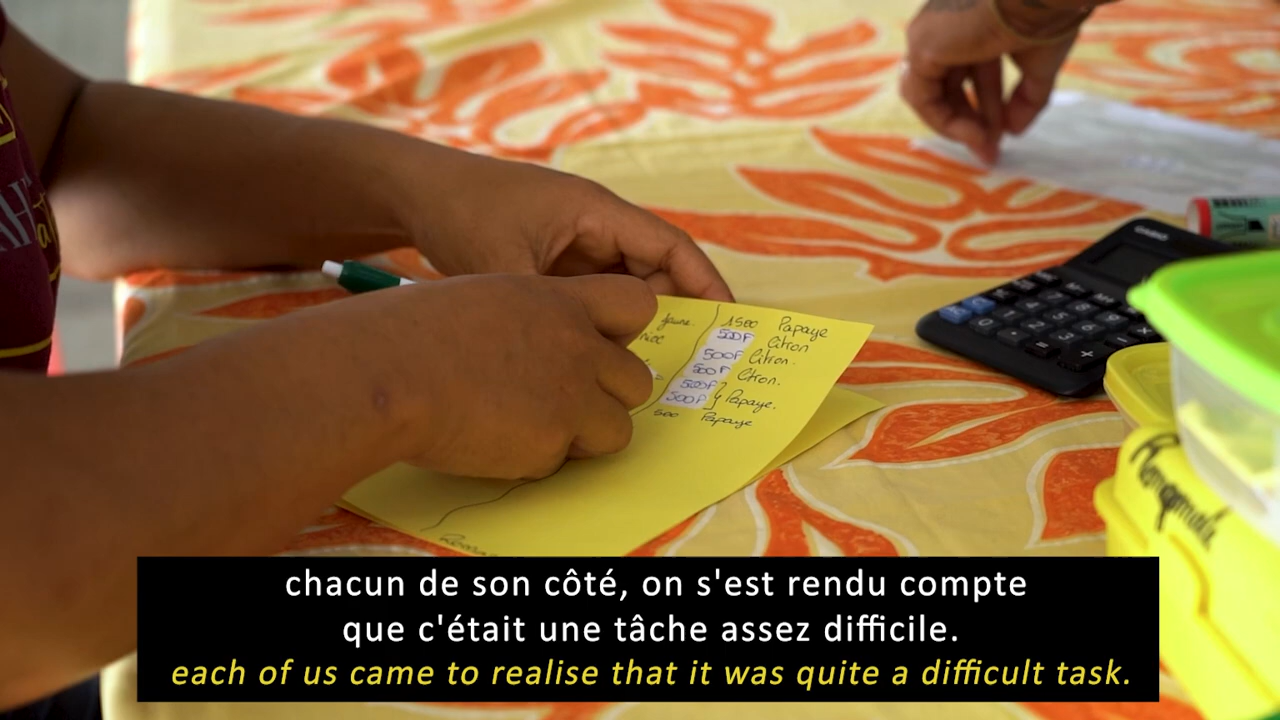 CASIO
Jaune.
1500 Papaye
500F Citron
500F Citron.
500F Citron.
500F
500F } Papaye.
500 Papaye
chacun de son côté, on s'est rendu compte
que c'était une tâche assez difficile.
each of us came to realise that it was quite a difficult task.